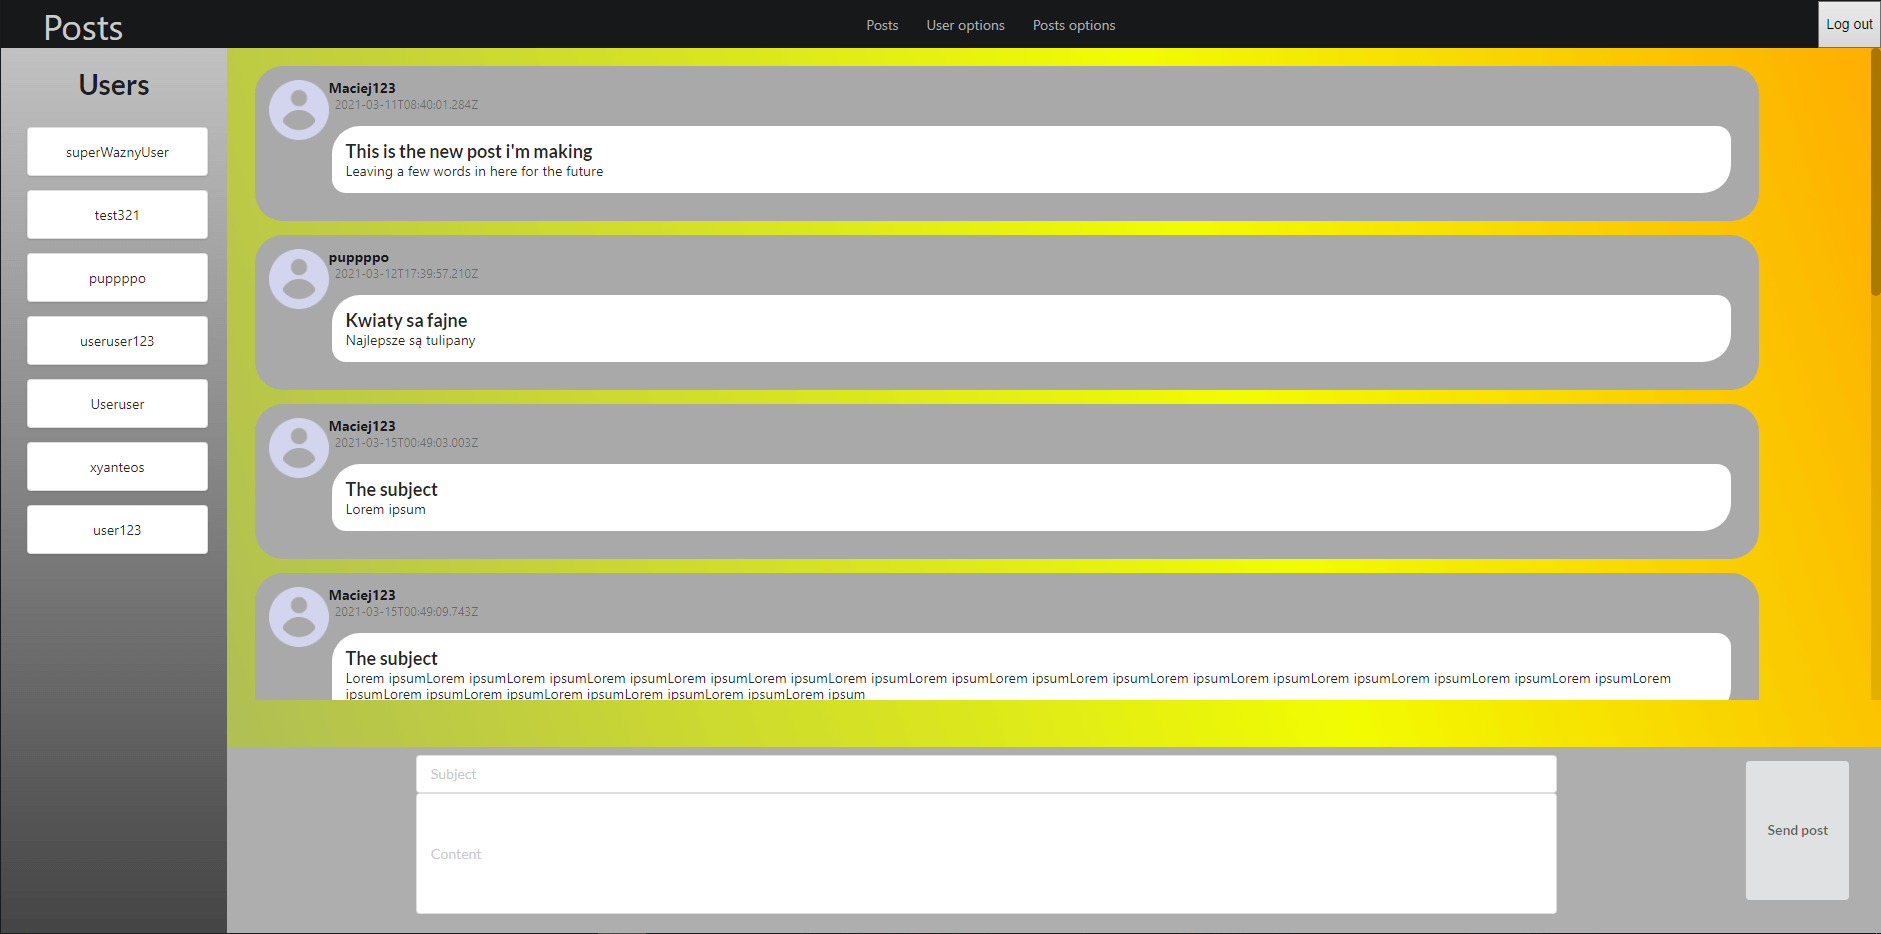 Posts
Posts
User options
Posts options
Log out
Users
superWaznyUser
test321
puppppo
useruser123
Useruser
xyanteos
user123
Maciej123
2021-03-11T08:40:01.284Z
This is the new post i'm making
Leaving a few words in here for the future
puppppo
2021-03-12T17:39:57.210Z
Kwiaty sa fajne
Najlepsze są tulipany
Maciej123
2021-03-15T00:49:03.003Z
The subject
Lorem ipsum
Maciej123
2021-03-15T00:49:09.743Z
The subject
Lorem ipsumLorem ipsumLorem ipsumLorem ipsumLorem ipsumLorem ipsumLorem ipsumLorem ipsumLorem ipsumLorem ipsumLorem ipsumLorem ipsumLorem ipsumLorem ipsumLorem ipsumLorem
ipsumLorem ipsumLorem ipsumLorem ipsumLorem ipsumLorem ipsumLorem ipsum
Subject
Content
Send post